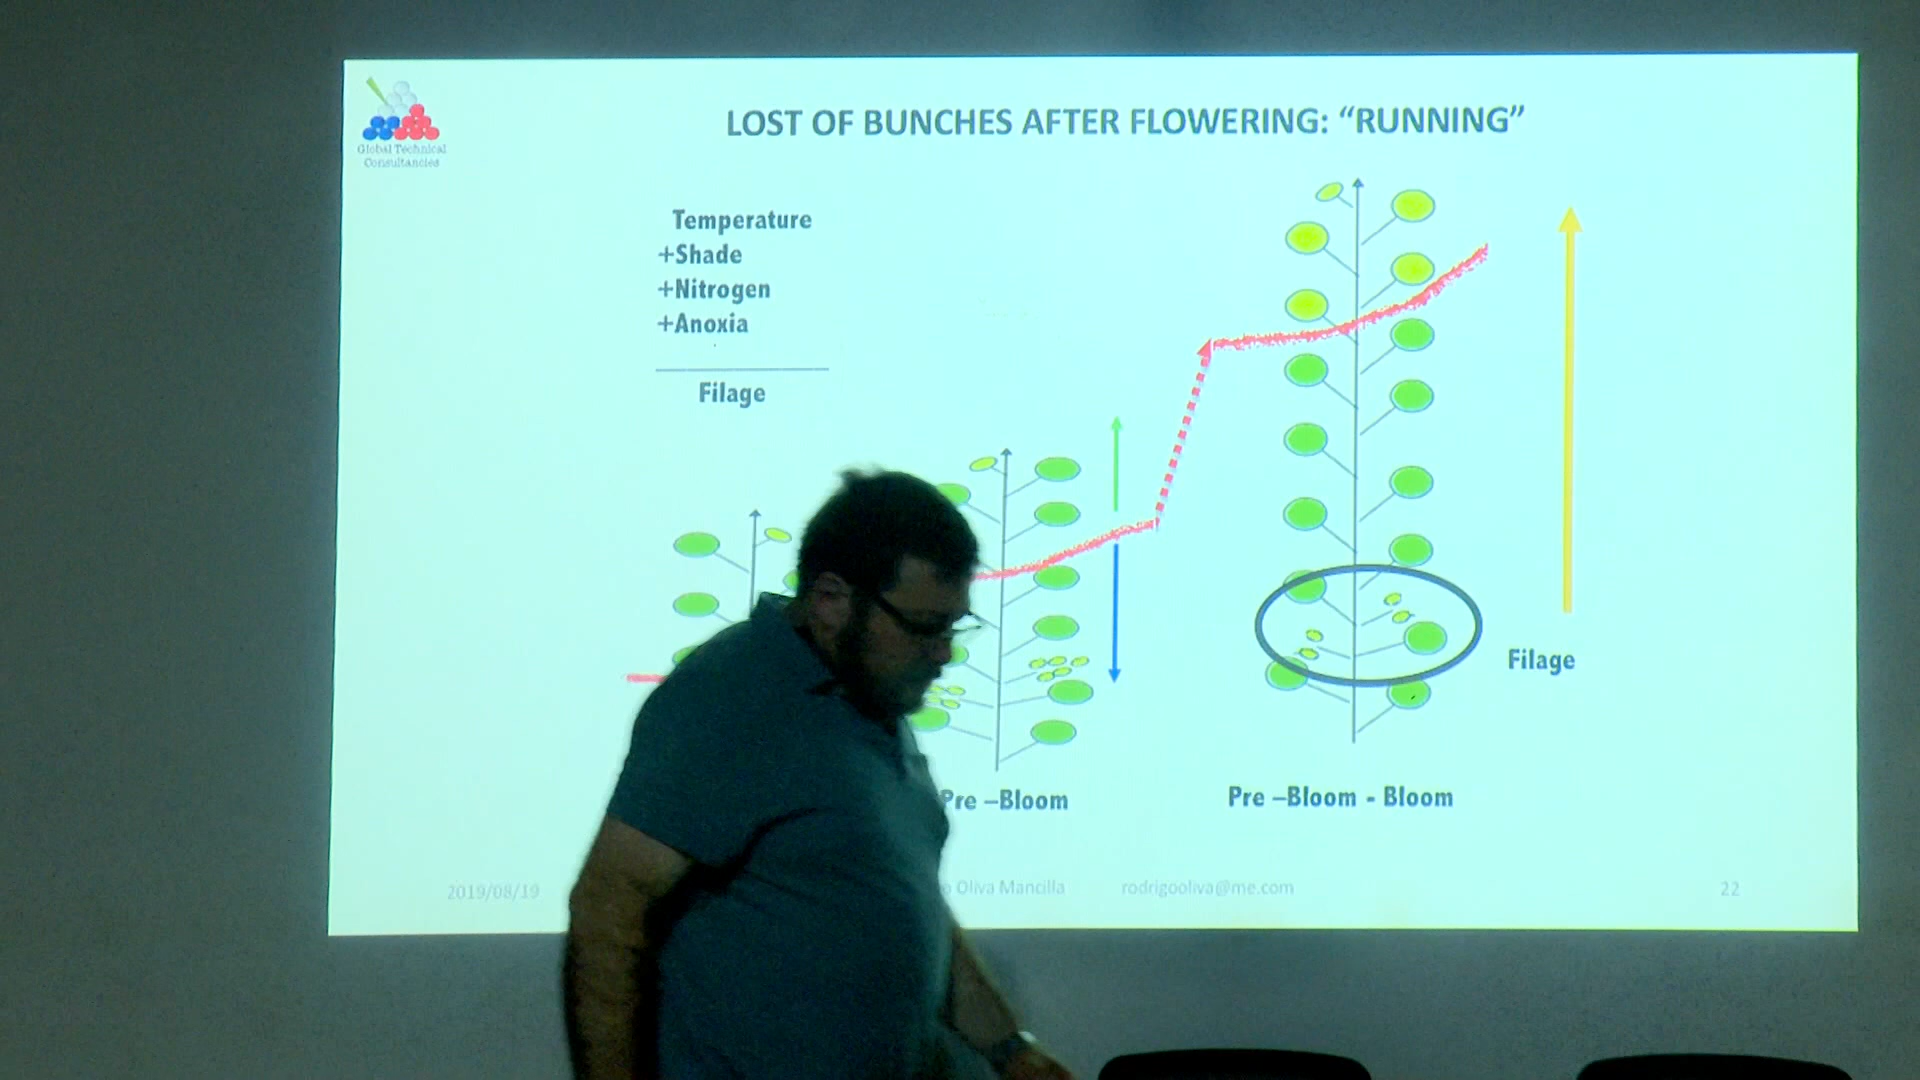 Global Technical
Consultancies
LOST OF BUNCHES AFTER FLOWERING: “RUNNING”
Temperature
+Shade
+Nitrogen
+Anoxia
Filage
Filage
Pre –Bloom
Pre –Bloom - Bloom
2019/08/19
Oliva Mancilla
rodrigooliva@me.com
22